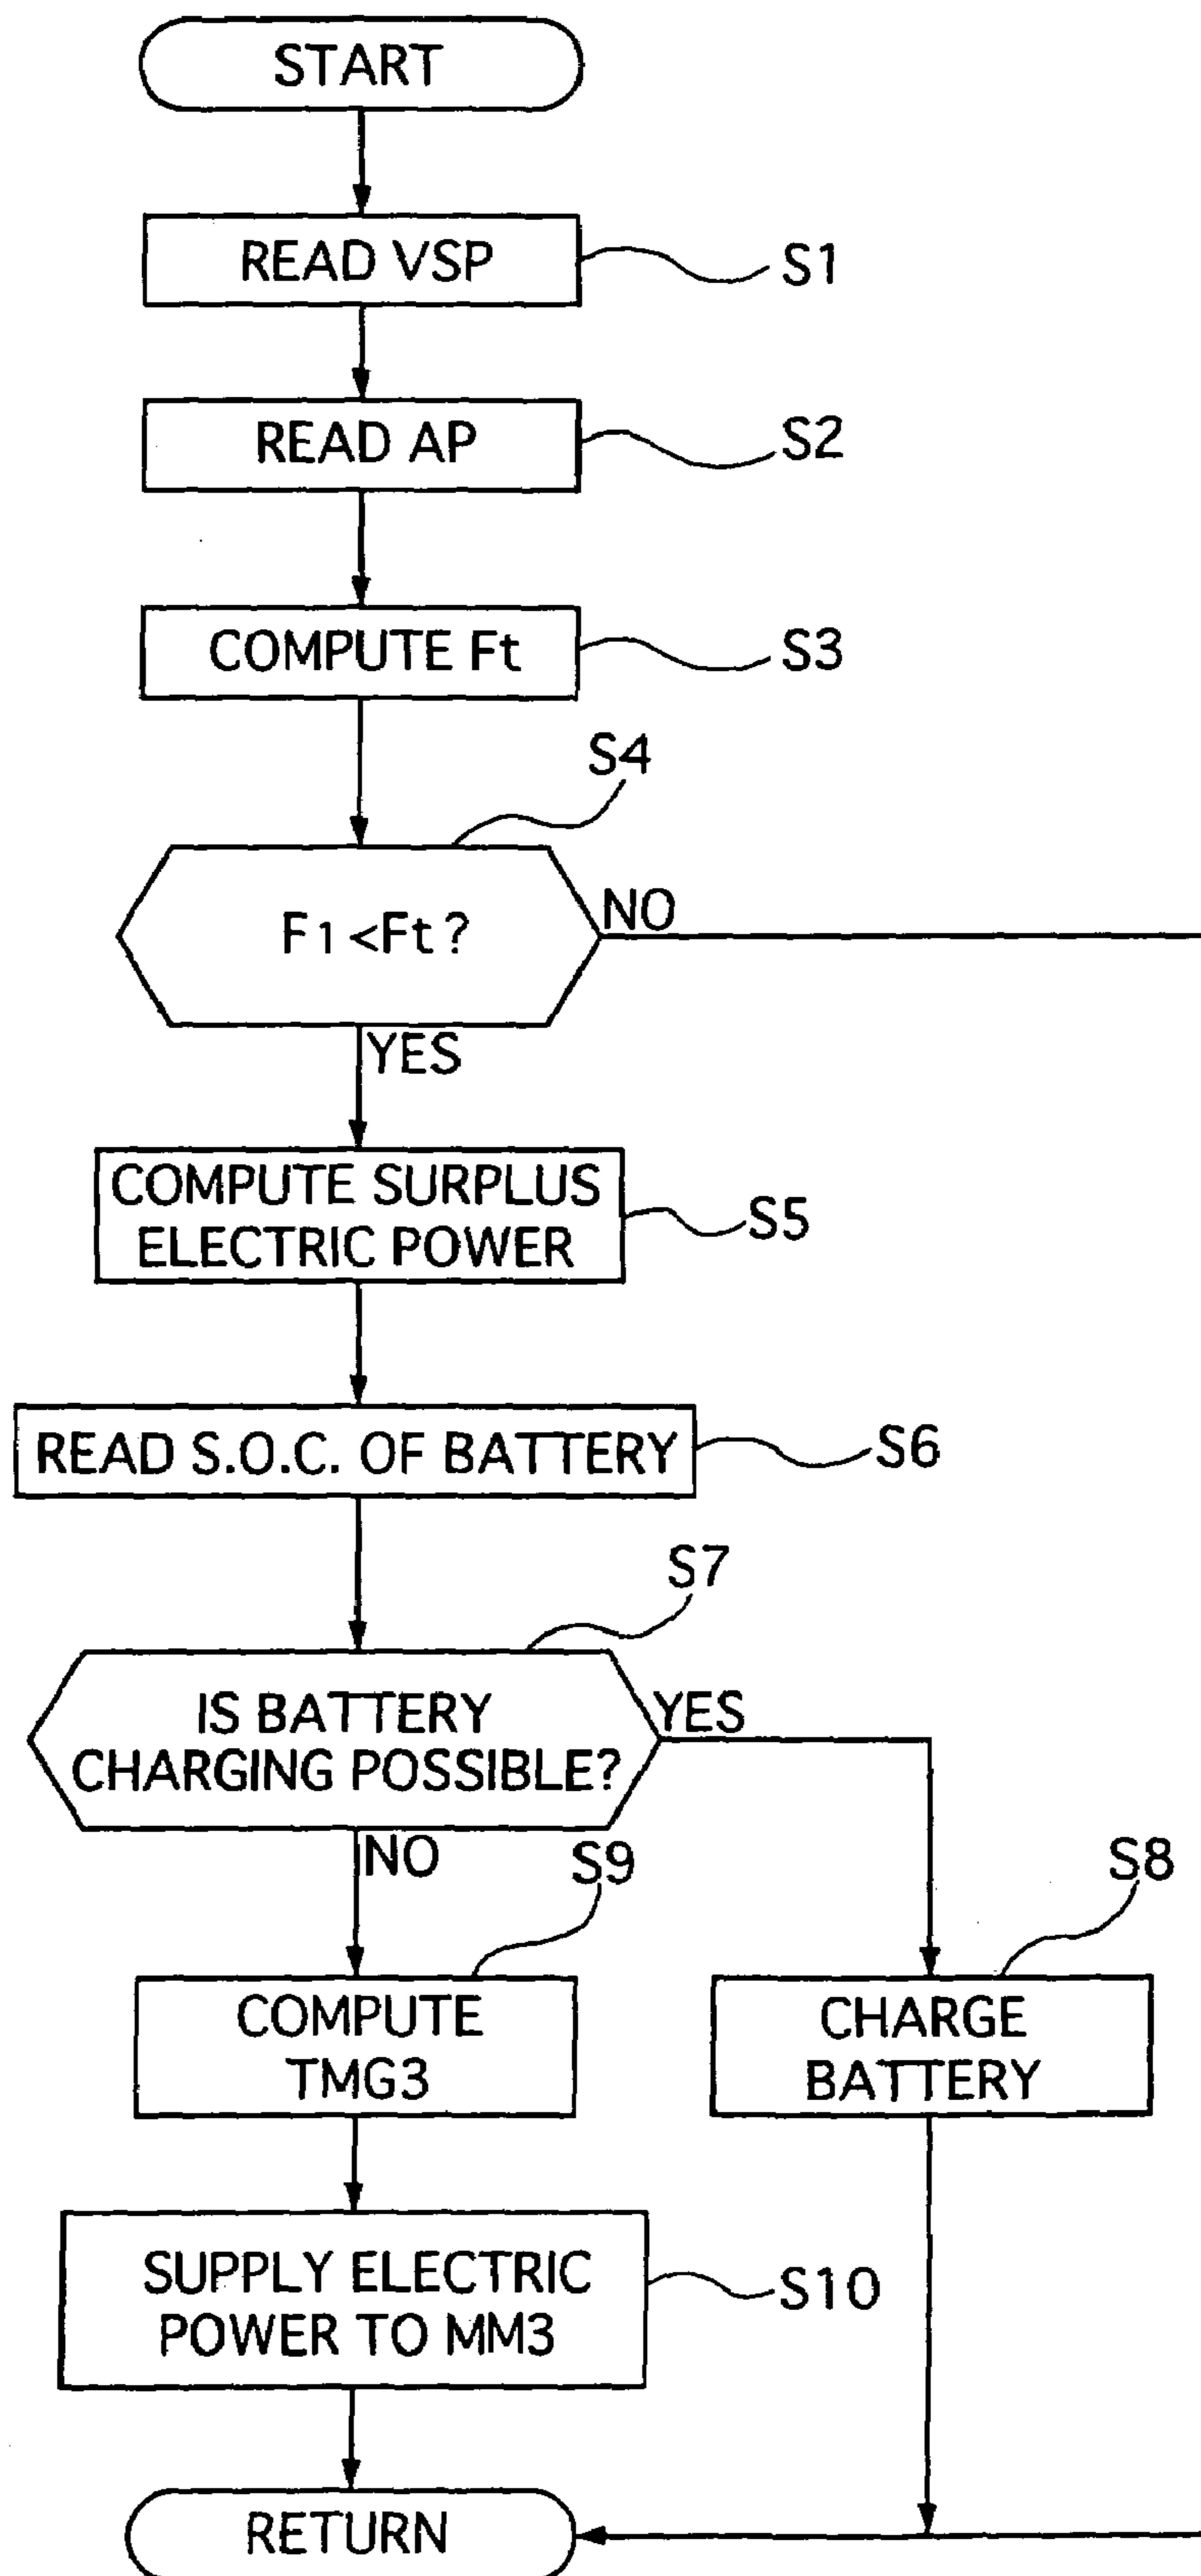 START
READ VSP
S1
READ AP
S2
COMPUTE Ft
S3
S4
F1<Ft?
NO
YES
COMPUTE SURPLUS
ELECTRIC POWER
S5
READ S.O.C. OF BATTERY
S6
S7
IS BATTERY
CHARGING POSSIBLE?
YES
NO
S9
S8
COMPUTE
TMG3
CHARGE
BATTERY
SUPPLY ELECTRIC
POWER TO MM3
S10
RETURN